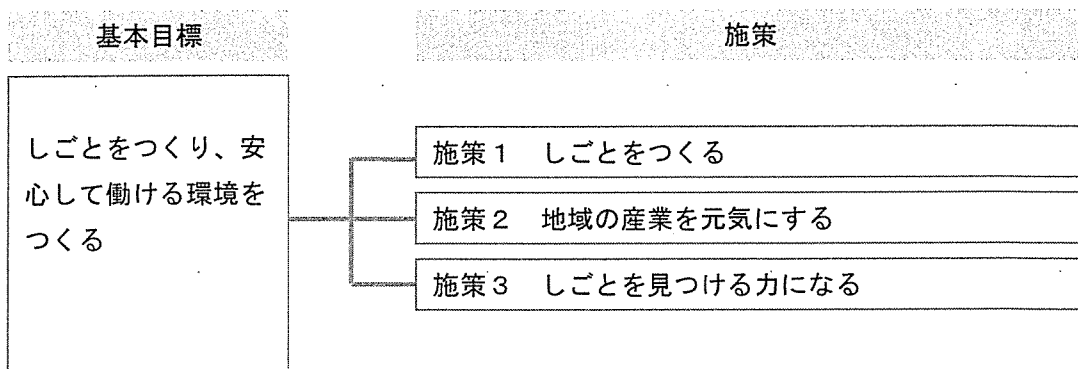 基本目標
施策
しごとをつくり、安
心して働ける環境を
つくる
施策１　しごとをつくる
施策２　地域の産業を元気にする
施策３　しごとを見つける力になる